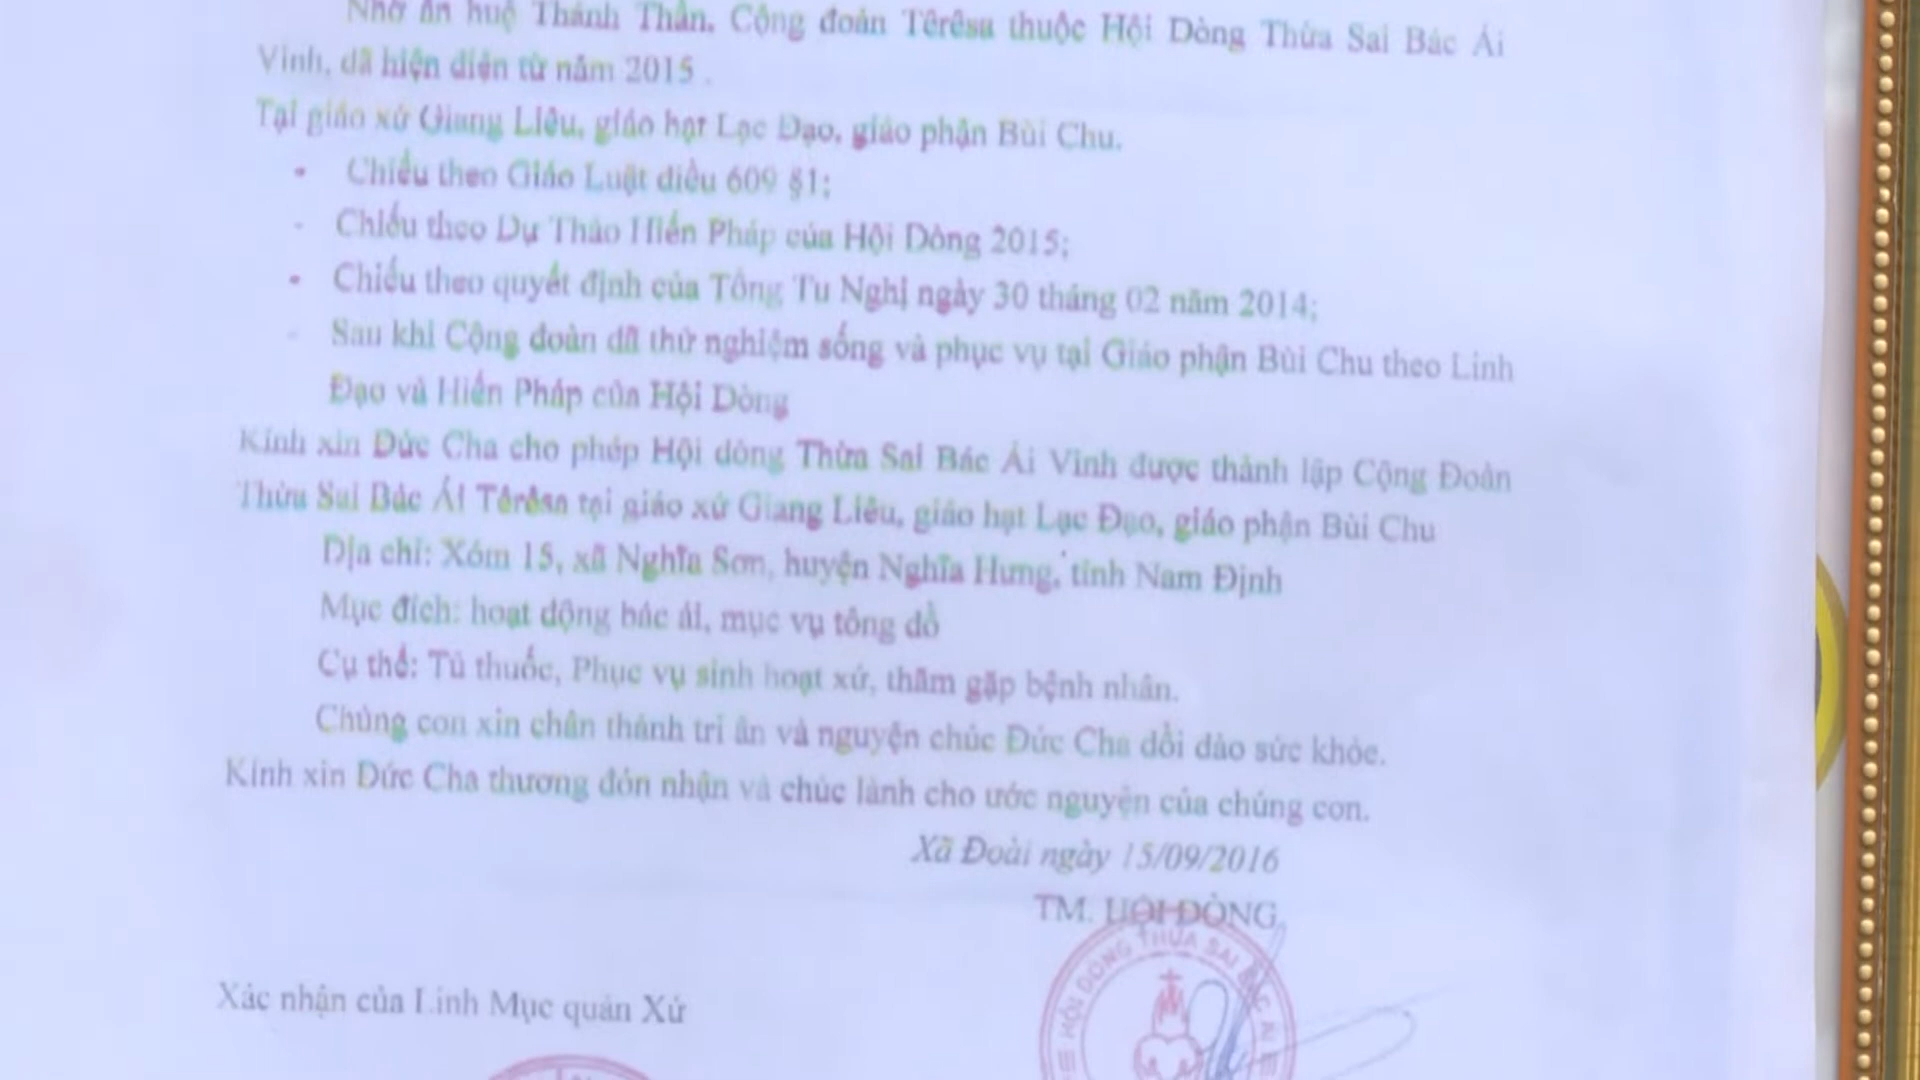 Nhờ ân huệ Thánh Thần, Cộng đoàn Têrêsa thuộc Hội Dòng Thừa Sai Bác Ái
Vinh, đã hiện diện từ năm 2015 .
Tại giáo xứ Giang Liêu, giáo hạt Lạc Đạo, giáo phận Bùi Chu.
- Chiếu theo Giáo Luật điều 609 §1;
- Chiếu theo Dự Thảo Hiến Pháp của Hội Dòng 2015;
- Chiếu theo quyết định của Tổng Tu Nghị ngày 30 tháng 02 năm 2014;
- Sau khi Cộng đoàn đã thử nghiệm sống và phục vụ tại Giáo phận Bùi Chu theo Linh
Đạo và Hiến Pháp của Hội Dòng
Kính xin Đức Cha cho phép Hội dòng Thừa Sai Bác Ái Vinh được thành lập Cộng Đoàn
Thừa Sai Bác Ái Têrêsa tại giáo xứ Giang Liêu, giáo hạt Lạc Đạo, giáo phận Bùi Chu
Địa chỉ: Xóm 15, xã Nghĩa Sơn, huyện Nghĩa Hưng, tỉnh Nam Định
Mục đích: hoạt động bác ái, mục vụ tông đồ
Cụ thể: Tủ thuốc, Phục vụ sinh hoạt xứ, thăm gặp bệnh nhân.
Chúng con xin chân thành tri ân và nguyện chúc Đức Cha dồi dào sức khỏe.
Kính xin Đức Cha thương đón nhận và chúc lành cho ước nguyện của chúng con.
Xã Đoài ngày 15/09/2016
TM. HỘI DÒNG
HỘI DÒNG THỪA SAI BÁC ÁI
Xác nhận của Linh Mục quản Xứ